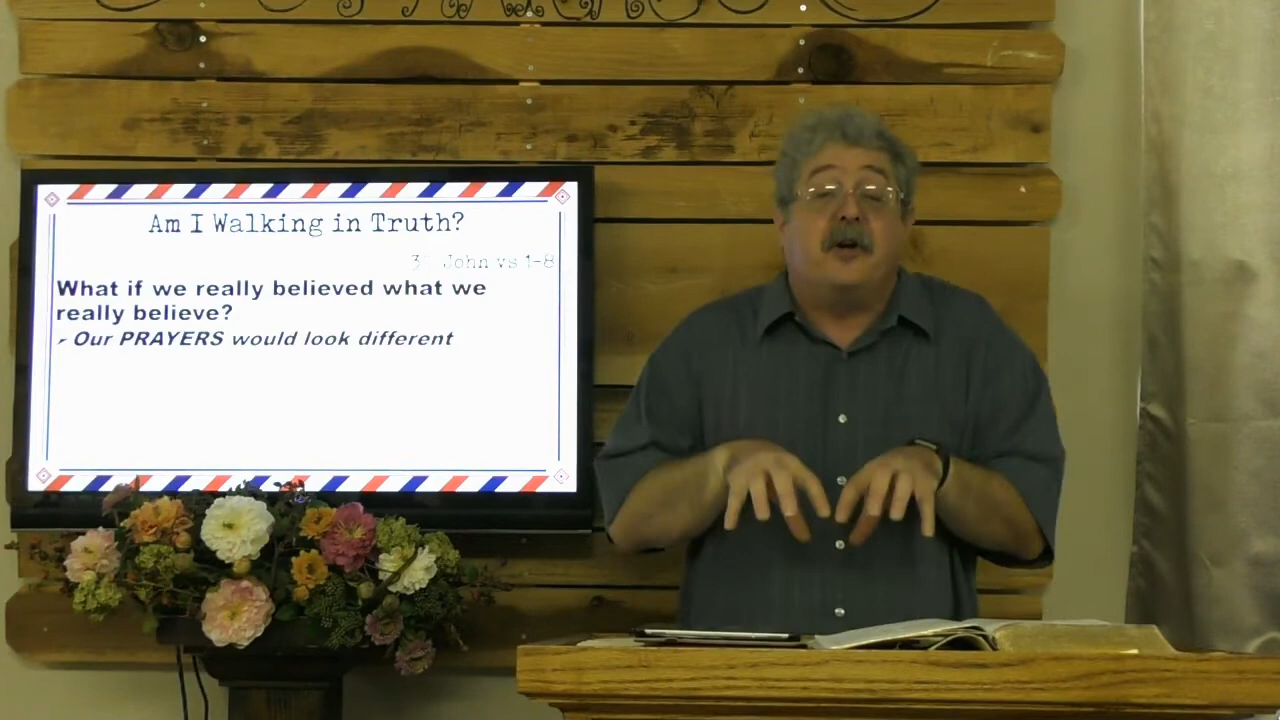 Am I Walking in Truth?
3 John vs 1-8
What if we really believed what we
really believe?
Our PRAYERS would look different